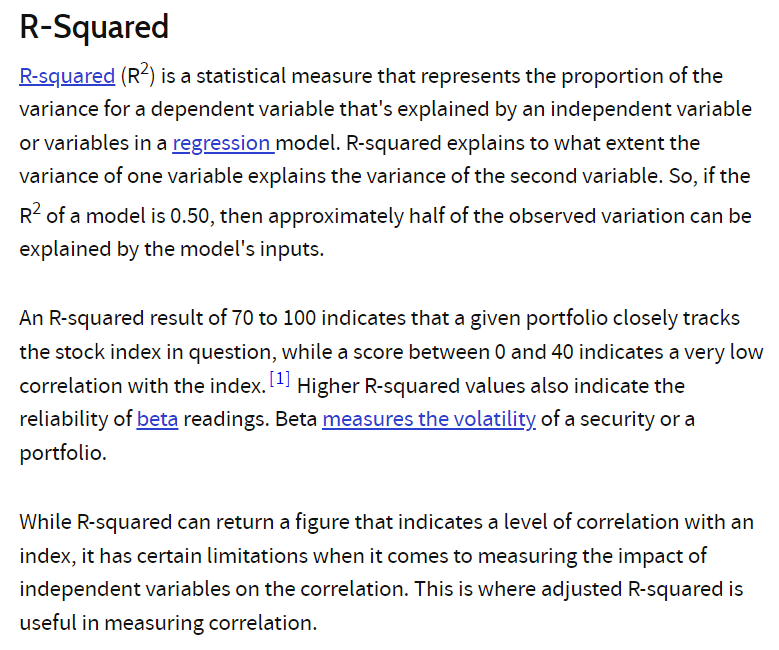 R-Squared
R-squared (R2) is a statistical measure that represents the proportion of the
variance for a dependent variable that's explained by an independent variable
or variables in a regression model. R-squared explains to what extent the
variance of one variable explains the variance of the second variable. So, if the
R2 of a model is 0.50, then approximately half of the observed variation can be
explained by the model's inputs.
An R-squared result of 70 to 100 indicates that a given portfolio closely tracks
the stock index in question, while a score between 0 and 40 indicates a very low
correlation with the index. [1] Higher R-squared values also indicate the
reliability of beta readings. Beta measures the volatility of a security or a
portfolio.
While R-squared can return a figure that indicates a level of correlation with an
index, it has certain limitations when it comes to measuring the impact of
independent variables on the correlation. This is where adjusted R-squared is
useful in measuring correlation.